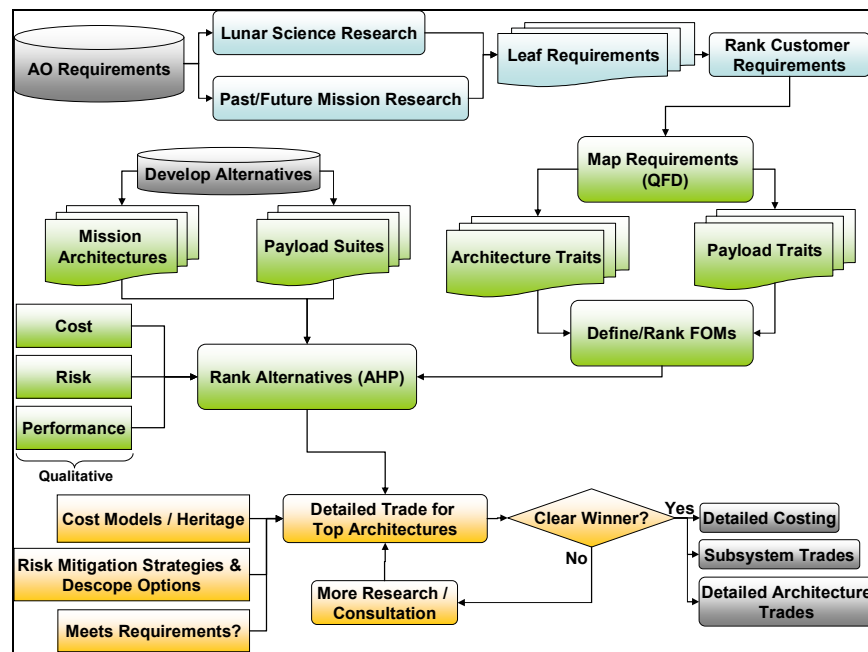 Lunar Science Research
AO Requirements
Past/Future Mission Research
Leaf Requirements
Rank Customer
Requirements
Map Requirements
(QFD)
Develop Alternatives
Mission
Architectures
Payload Suites
Architecture Traits
Payload Traits
Cost
Risk
Performance
Qualitative
Rank Alternatives (AHP)
Define/Rank FOMs
Cost Models / Heritage
Risk Mitigation Strategies &
Descope Options
Meets Requirements?
Detailed Trade for
Top Architectures
Clear Winner?
Yes
No
More Research /
Consultation
Detailed Costing
Subsystem Trades
Detailed Architecture
Trades